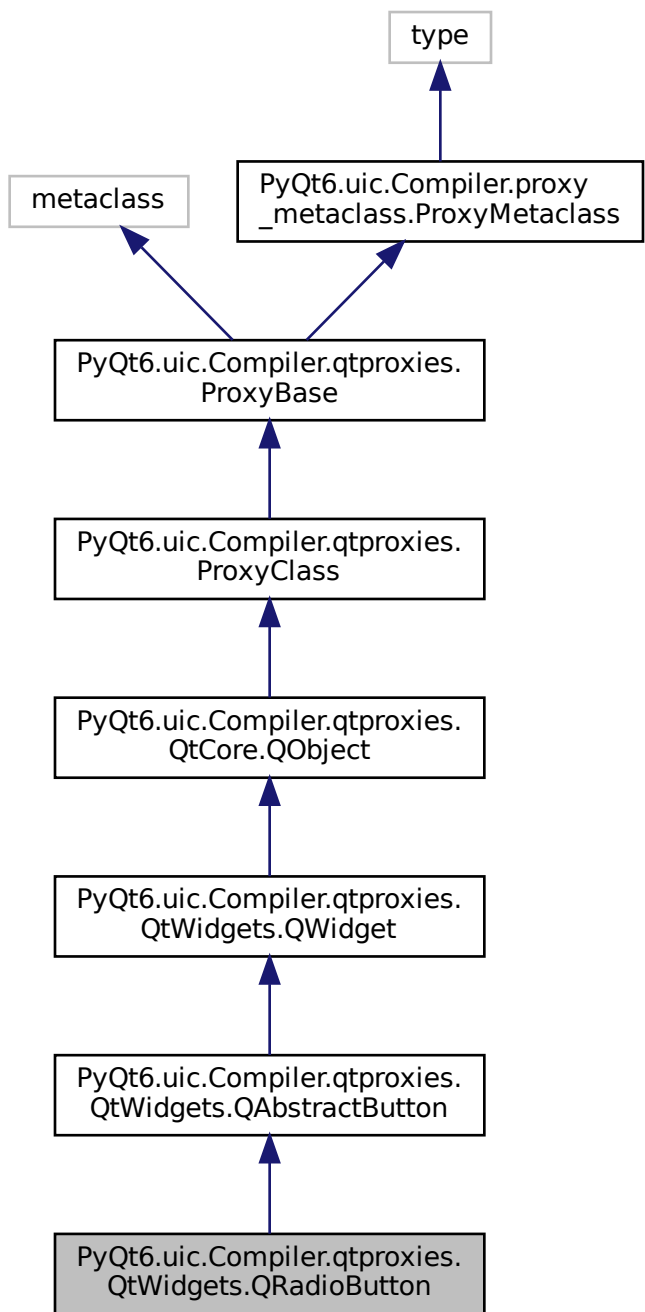 type
metaclass
PyQt6.uic.Compiler.proxy
_metaclass.ProxyMetaclass
PyQt6.uic.Compiler.qtproxies.
ProxyBase
PyQt6.uic.Compiler.qtproxies.
ProxyClass
PyQt6.uic.Compiler.qtproxies.
QtCore.QObject
PyQt6.uic.Compiler.qtproxies.
QtWidgets.QWidget
PyQt6.uic.Compiler.qtproxies.
QtWidgets.QAbstractButton
PyQt6.uic.Compiler.qtproxies.
QtWidgets.QRadioButton